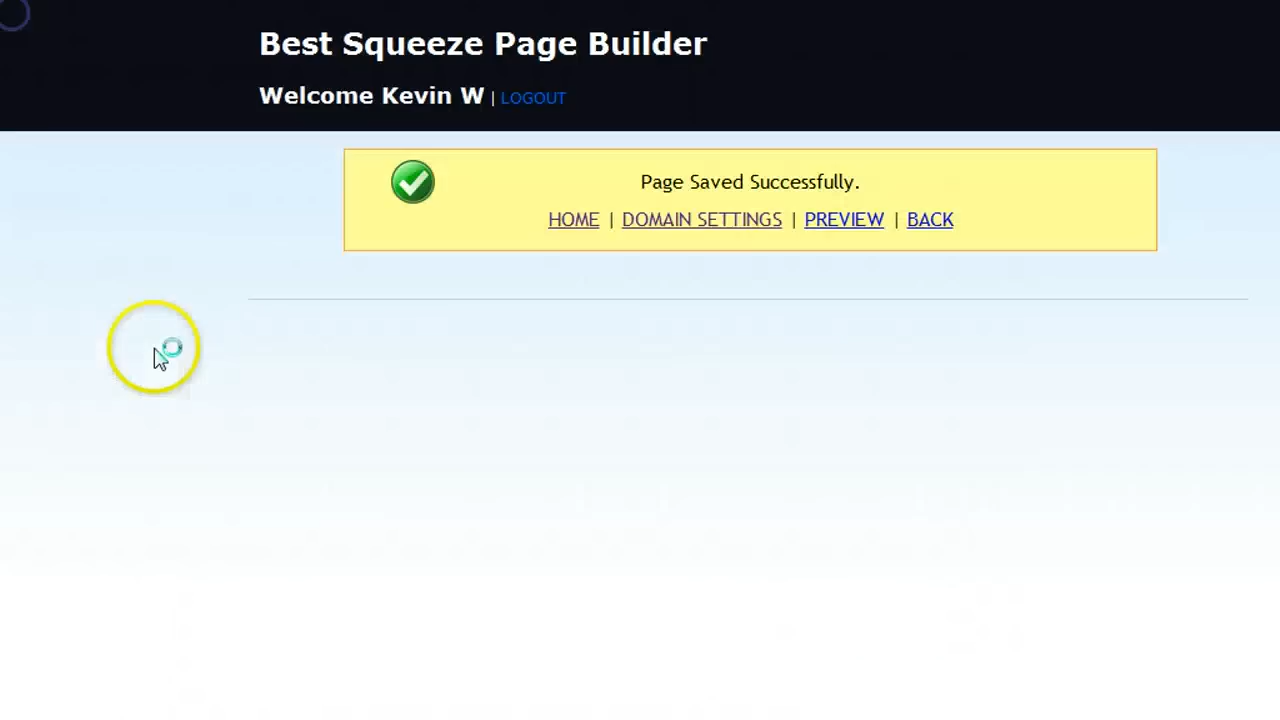 Best Squeeze Page Builder
Welcome Kevin W | LOGOUT
Page Saved Successfully.
HOME | DOMAIN SETTINGS | PREVIEW | BACK